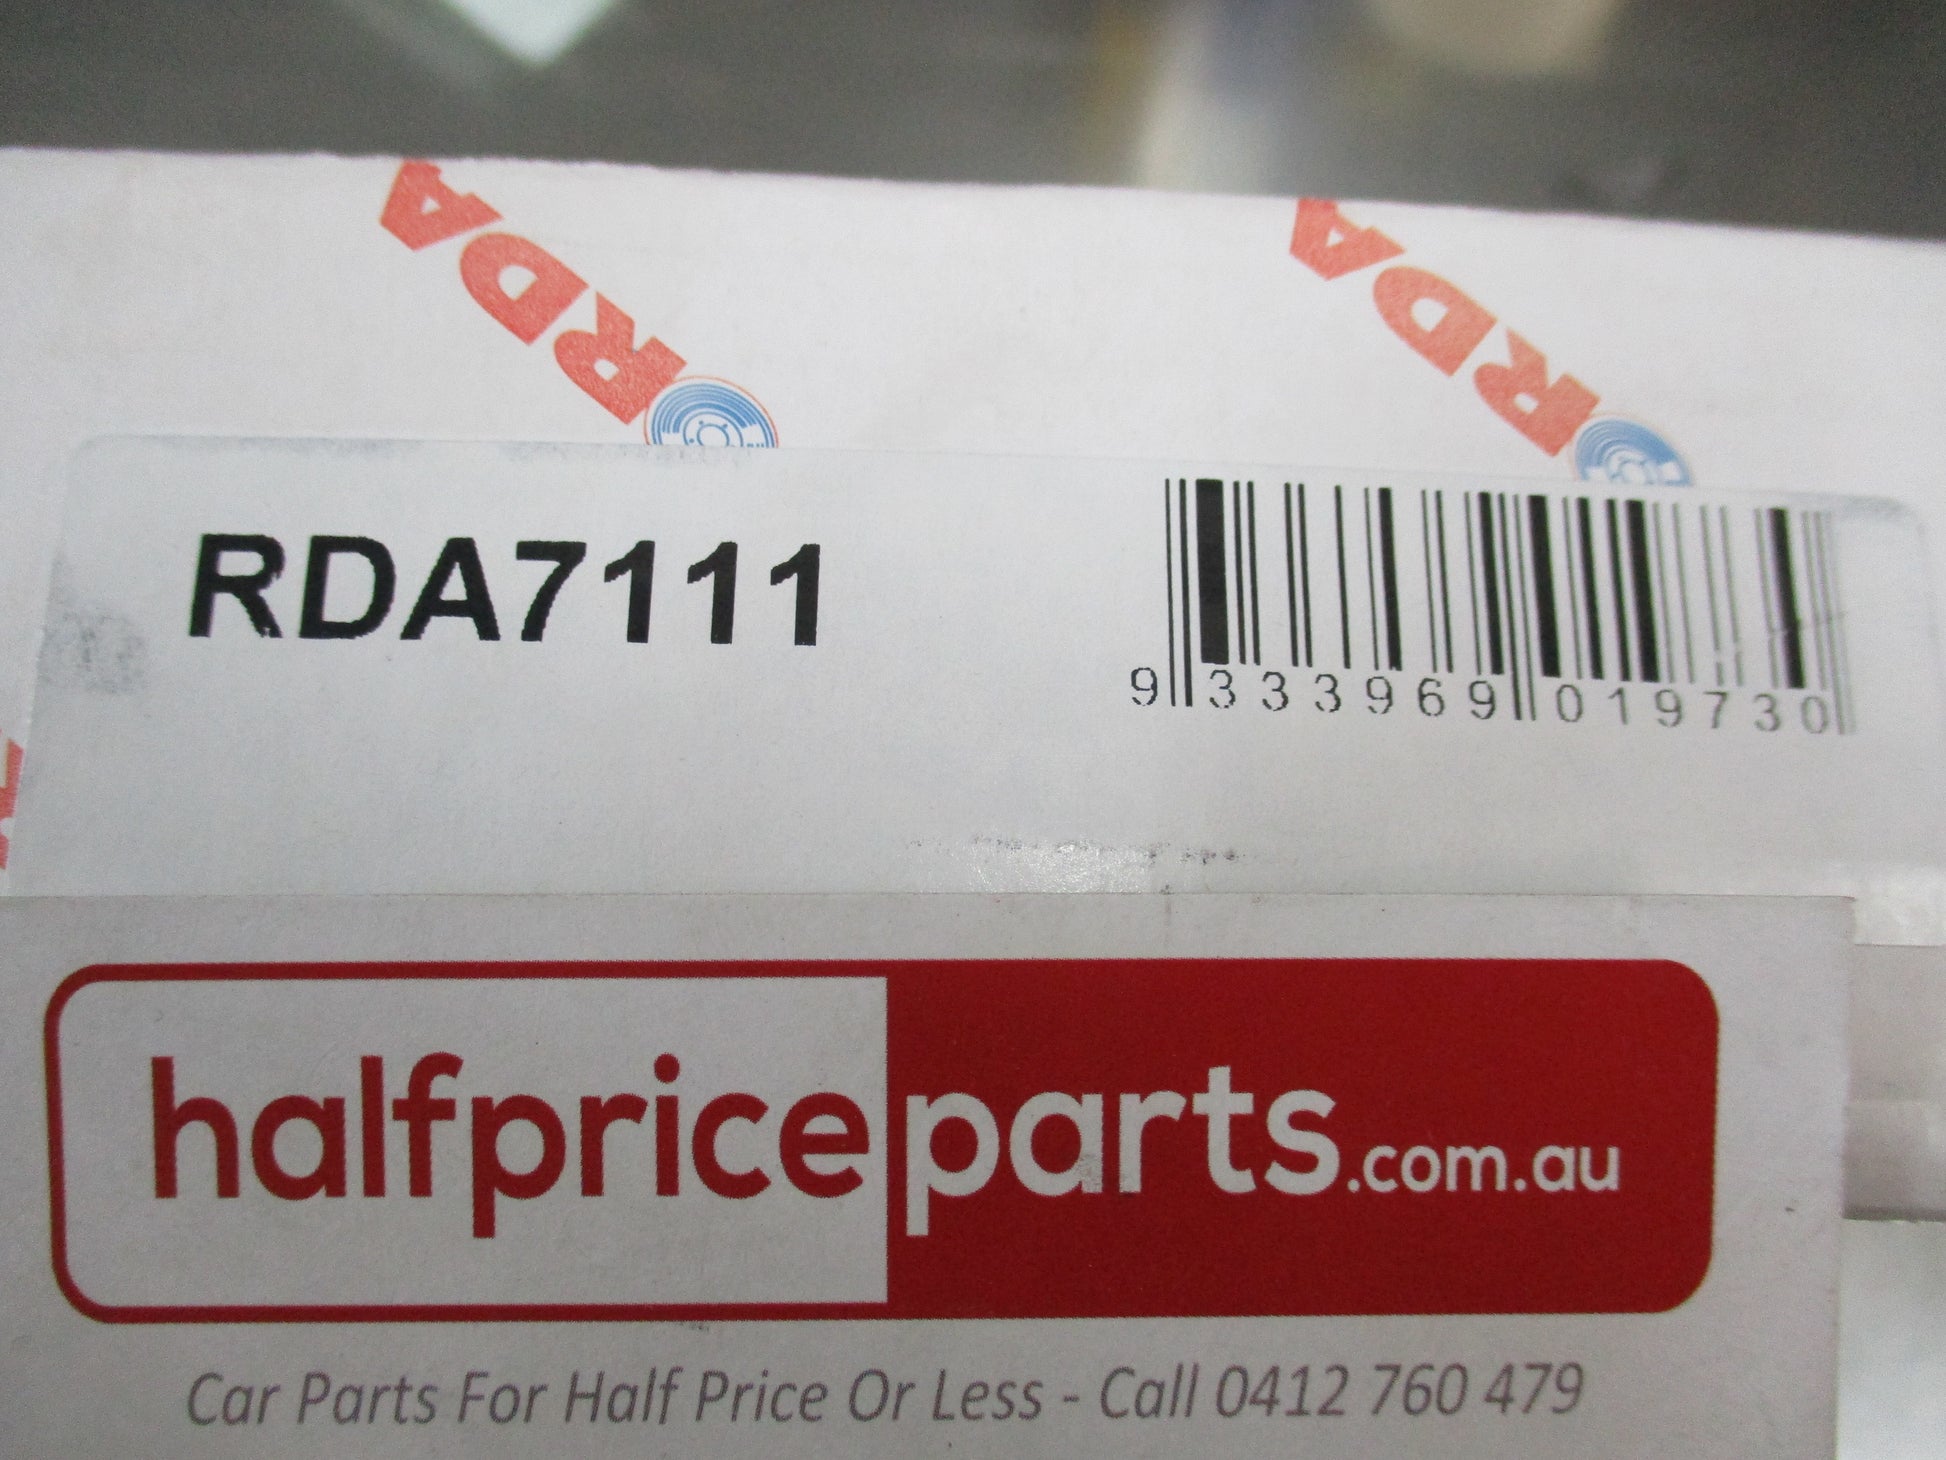 RDA
RDA
RDA7111
9 333969 019730
halfpriceparts.com.au
Car Parts For Half Price Or Less - Call 0412 760 479